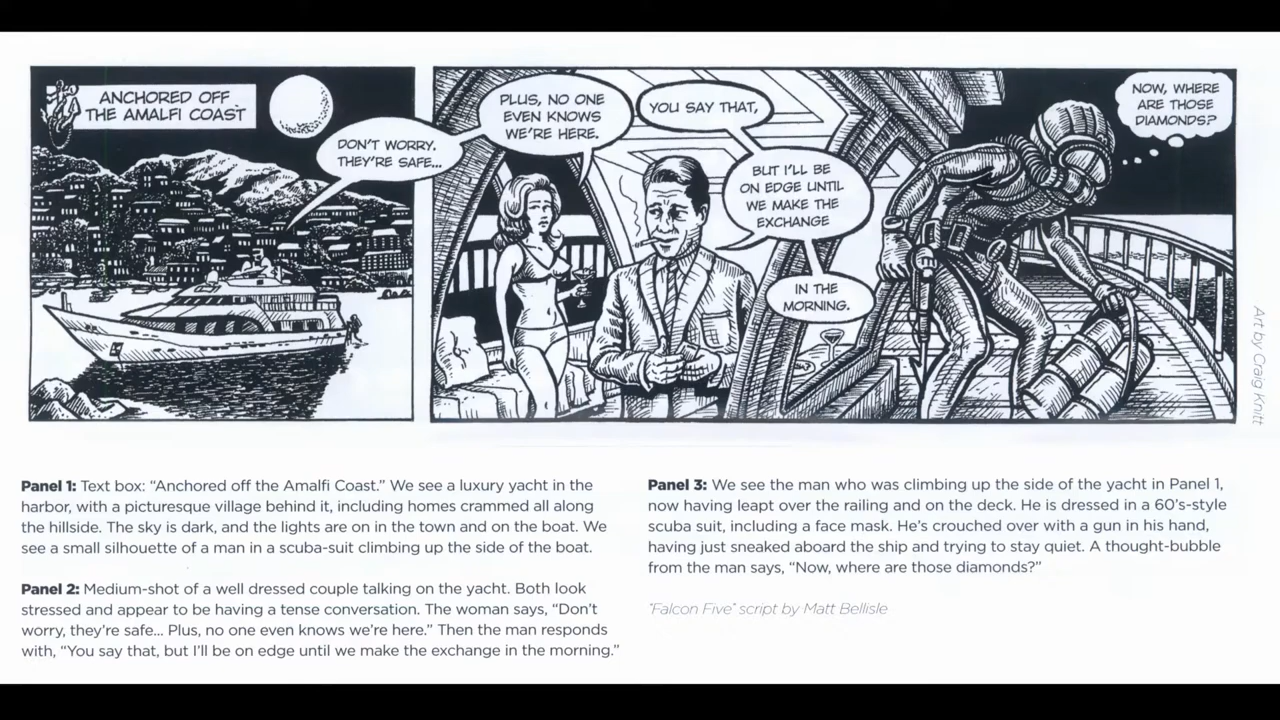 ANCHORED OFF
THE AMALFI COAST
DON'T WORRY.
THEY'RE SAFE...
PLUS, NO ONE
EVEN KNOWS
WE'RE HERE.
YOU SAY THAT,
BUT I'LL BE
ON EDGE UNTIL
WE MAKE THE
EXCHANGE
IN THE
MORNING.
NOW, WHERE
ARE THOSE
DIAMONDS?
Art by Craig Knitt
Panel 1: Text box: “Anchored off the Amalfi Coast.” We see a luxury yacht in the
harbor, with a picturesque village behind it, including homes crammed all along
the hillside. The sky is dark, and the lights are on in the town and on the boat. We
see a small silhouette of a man in a scuba-suit climbing up the side of the boat.
Panel 2: Medium-shot of a well dressed couple talking on the yacht. Both look
stressed and appear to be having a tense conversation. The woman says, “Don’t
worry, they’re safe... Plus, no one even knows we’re here.” Then the man responds
with, “You say that, but I’ll be on edge until we make the exchange in the morning.”
Panel 3: We see the man who was climbing up the side of the yacht in Panel 1,
now having leapt over the railing and on the deck. He is dressed in a 60’s-style
scuba suit, including a face mask. He’s crouched over with a gun in his hand,
having just sneaked aboard the ship and trying to stay quiet. A thought-bubble
from the man says, “Now, where are those diamonds?”
“Falcon Five” script by Matt Bellisle